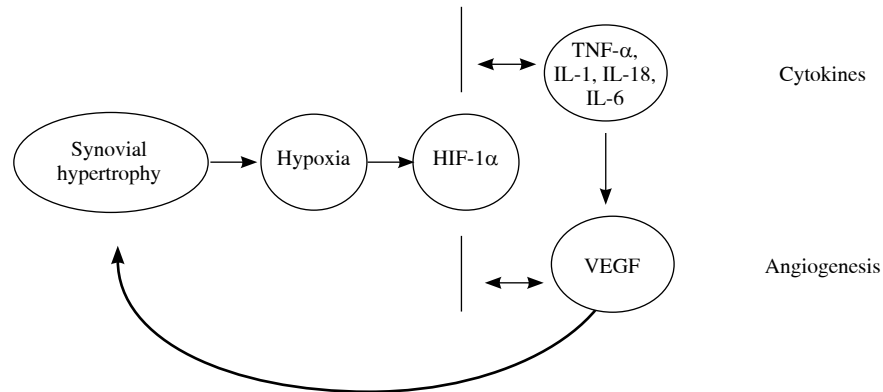 TNF-α,
IL-1, IL-18,
IL-6
Cytokines
Synovial
hypertrophy
Hypoxia
HIF-1α
VEGF
Angiogenesis